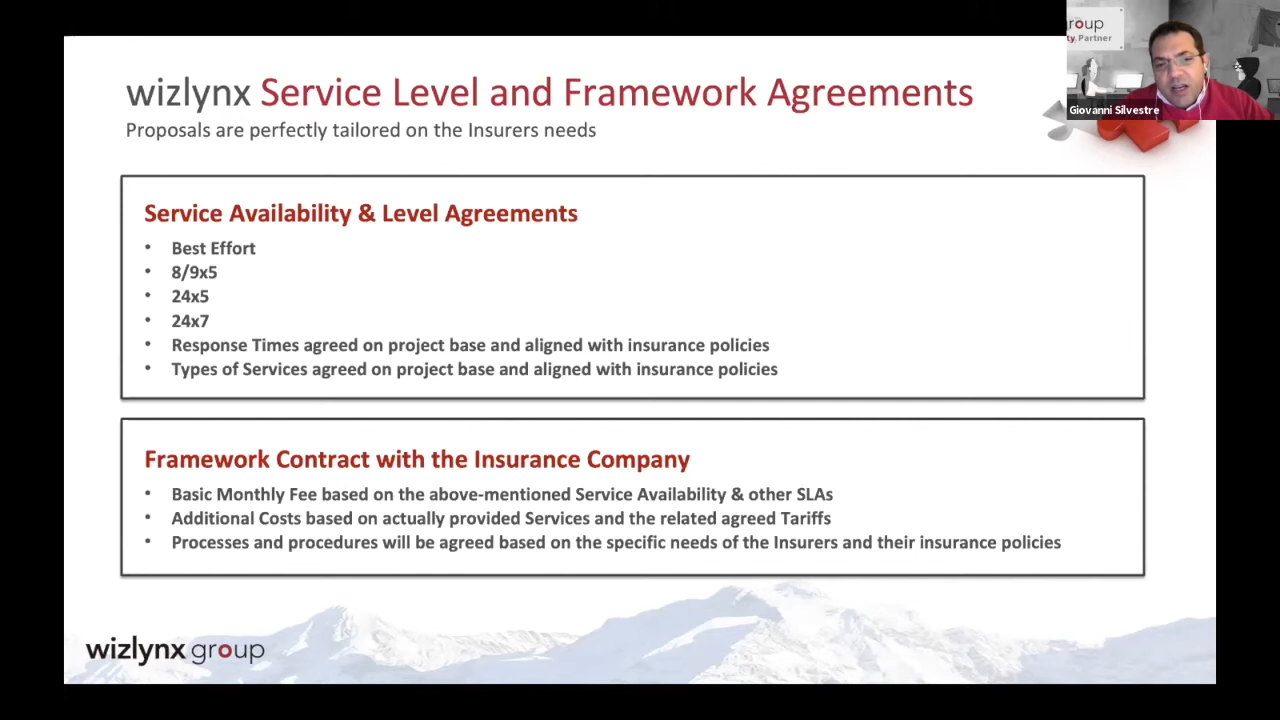 wizlynx Service Level and Framework Agreements
Proposals are perfectly tailored on the Insurers needs
group
ty Partner
Giovanni Silvestre
Service Availability & Level Agreements
• Best Effort
• 8/9x5
• 24x5
• 24x7
• Response Times agreed on project base and aligned with insurance policies
• Types of Services agreed on project base and aligned with insurance policies
Framework Contract with the Insurance Company
• Basic Monthly Fee based on the above-mentioned Service Availability & other SLAs
• Additional Costs based on actually provided Services and the related agreed Tariffs
• Processes and procedures will be agreed based on the specific needs of the Insurers and their insurance policies
wizlynx group